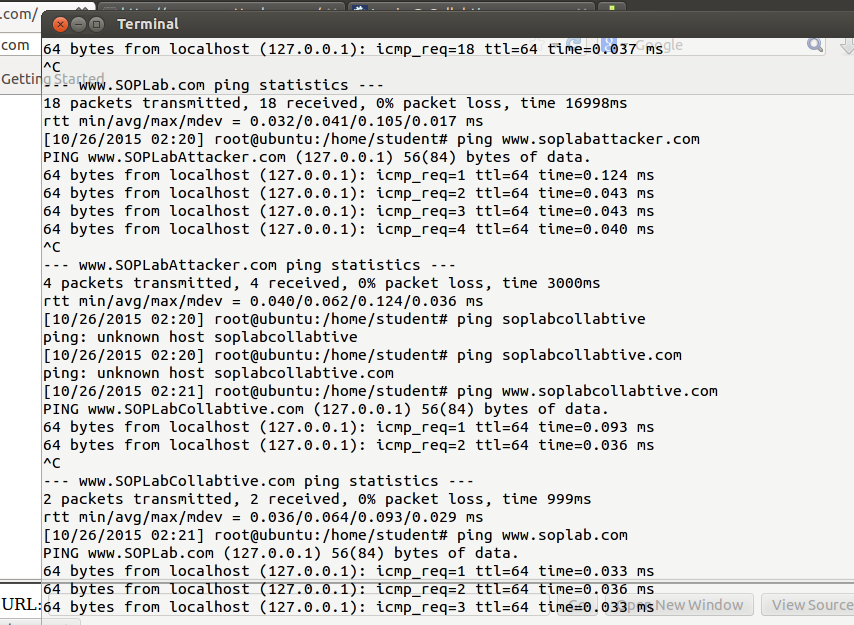 .com/
Terminal
com
Google
Getting Started
64 bytes from localhost (127.0.0.1): icmp_req=18 ttl=64 time=0.037 ms
^C
--- www.SOPLab.com ping statistics ---
18 packets transmitted, 18 received, 0% packet loss, time 16998ms
rtt min/avg/max/mdev = 0.032/0.041/0.105/0.017 ms
[10/26/2015 02:20] root@ubuntu:/home/student# ping www.soplabattacker.com
PING www.SOPLabAttacker.com (127.0.0.1) 56(84) bytes of data.
64 bytes from localhost (127.0.0.1): icmp_req=1 ttl=64 time=0.124 ms
64 bytes from localhost (127.0.0.1): icmp_req=2 ttl=64 time=0.043 ms
64 bytes from localhost (127.0.0.1): icmp_req=3 ttl=64 time=0.043 ms
64 bytes from localhost (127.0.0.1): icmp_req=4 ttl=64 time=0.040 ms
^C
--- www.SOPLabAttacker.com ping statistics ---
4 packets transmitted, 4 received, 0% packet loss, time 3000ms
rtt min/avg/max/mdev = 0.040/0.062/0.124/0.036 ms
[10/26/2015 02:20] root@ubuntu:/home/student# ping soplabcollabtive
ping: unknown host soplabcollabtive
[10/26/2015 02:20] root@ubuntu:/home/student# ping soplabcollabtive.com
ping: unknown host soplabcollabtive.com
[10/26/2015 02:21] root@ubuntu:/home/student# ping www.soplabcollabtive.com
PING www.SOPLabCollabtive.com (127.0.0.1) 56(84) bytes of data.
64 bytes from localhost (127.0.0.1): icmp_req=1 ttl=64 time=0.093 ms
64 bytes from localhost (127.0.0.1): icmp_req=2 ttl=64 time=0.036 ms
^C
--- www.SOPLabCollabtive.com ping statistics ---
2 packets transmitted, 2 received, 0% packet loss, time 999ms
rtt min/avg/max/mdev = 0.036/0.064/0.093/0.029 ms
[10/26/2015 02:21] root@ubuntu:/home/student# ping www.soplab.com
PING www.SOPLab.com (127.0.0.1) 56(84) bytes of data.
64 bytes from localhost (127.0.0.1): icmp_req=1 ttl=64 time=0.033 ms
64 bytes from localhost (127.0.0.1): icmp_req=2 ttl=64 time=0.036 ms
64 bytes from localhost (127.0.0.1): icmp_req=3 ttl=64 time=0.033 ms
URL:
Go
Open New Window
View Source